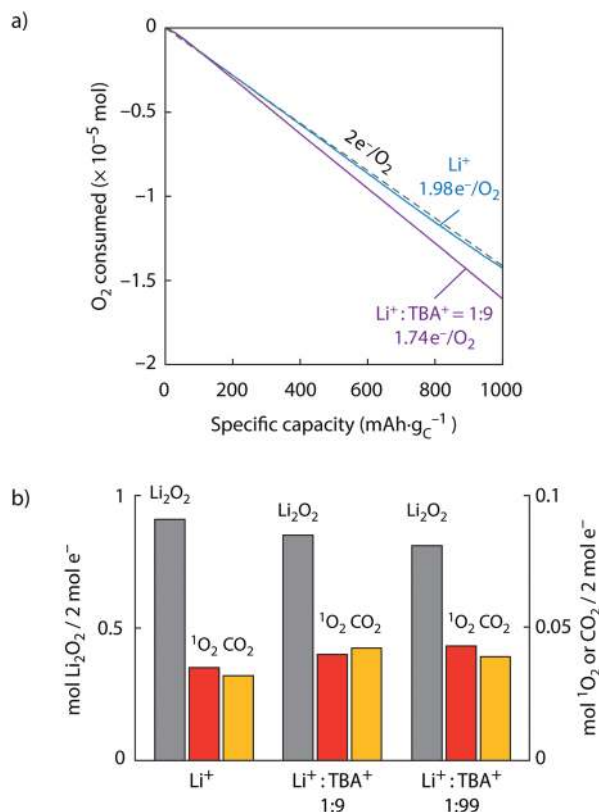 a)
0
−0.5
−1
−1.5
−2
O₂ consumed (× 10⁻⁵ mol)
2e⁻/O₂
Li⁺
1.98e⁻/O₂
Li⁺ : TBA⁺ = 1:9
1.74e⁻/O₂
0 200 400 600 800 1000
Specific capacity (mAh·g_C⁻¹)
b)
1
0.5
0
mol Li₂O₂ / 2 mol e⁻
Li₂O₂
¹O₂ CO₂
Li₂O₂
¹O₂ CO₂
Li₂O₂
¹O₂ CO₂
0.1
0.05
0
mol ¹O₂ or CO₂ / 2 mol e⁻
Li⁺
Li⁺ : TBA⁺
1:9
Li⁺ : TBA⁺
1:99